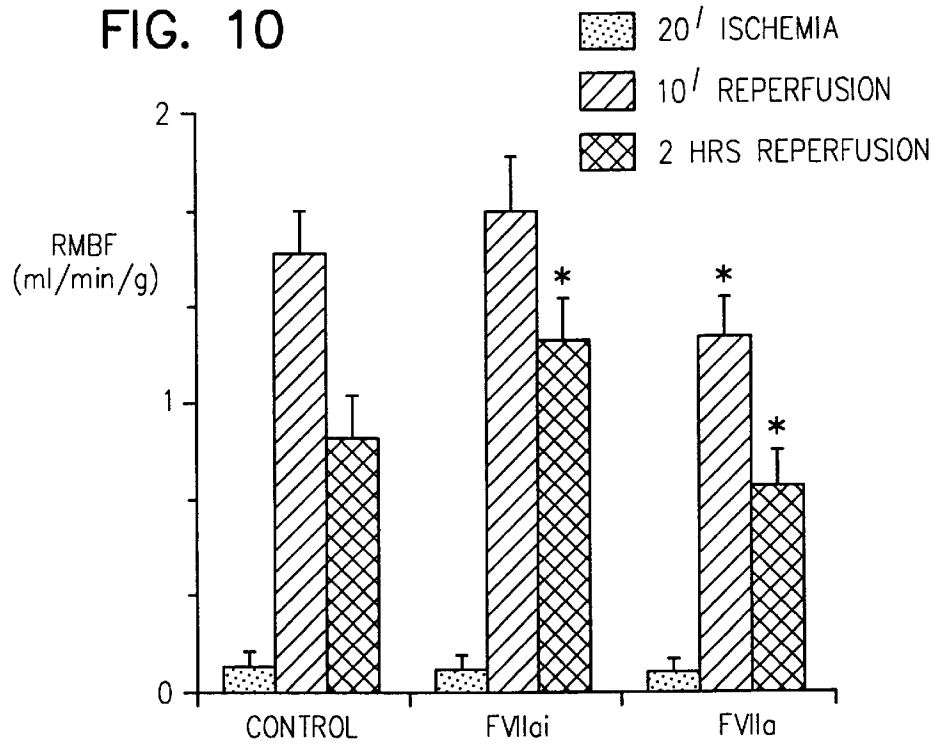 FIG. 10
20' ISCHEMIA
10' REPERFUSION
2 HRS REPERFUSION
2
RMBF
(ml/min/g)
*
*
1
*
0
CONTROL
FVIIai
FVIIa